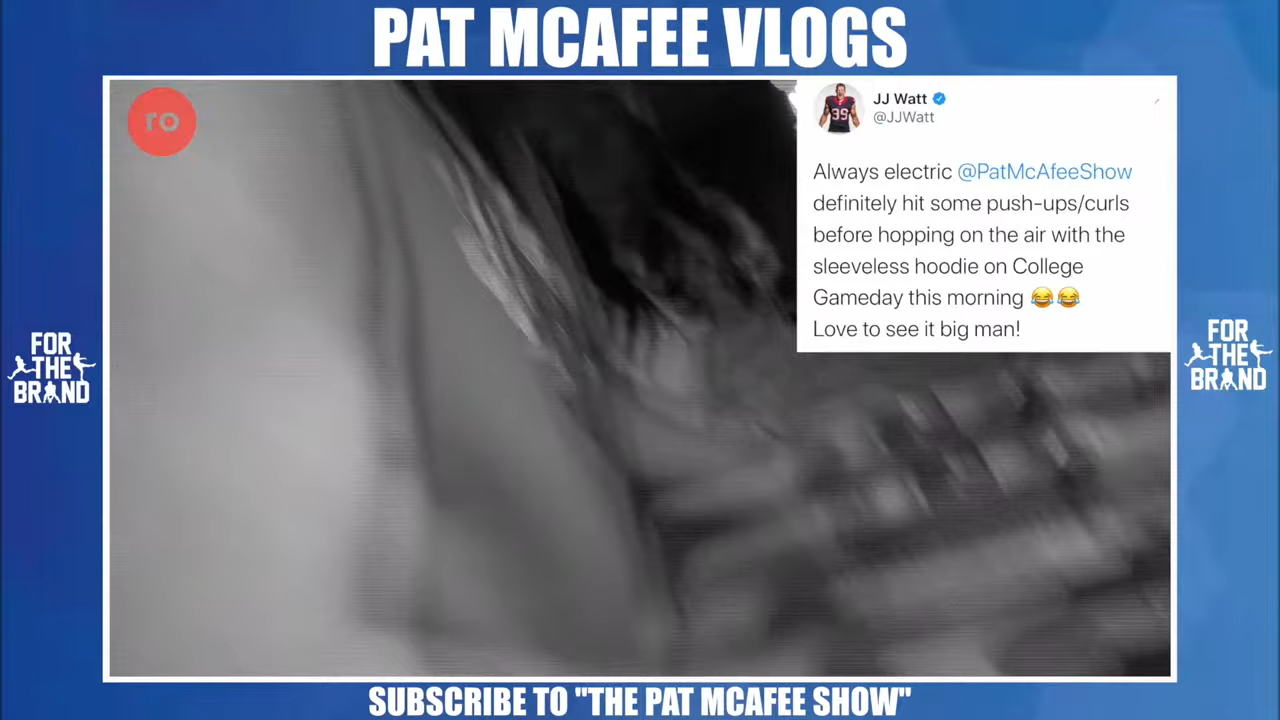 PAT MCAFEE VLOGS
ro
JJ Watt
@JJWatt
39
Always electric @PatMcAfeeShow
definitely hit some push-ups/curls
before hopping on the air with the
sleeveless hoodie on College
Gameday this morning 😂😂
Love to see it big man!
FOR
THE
BRAND
FOR
THE
BRAND
SUBSCRIBE TO "THE PAT MCAFEE SHOW"